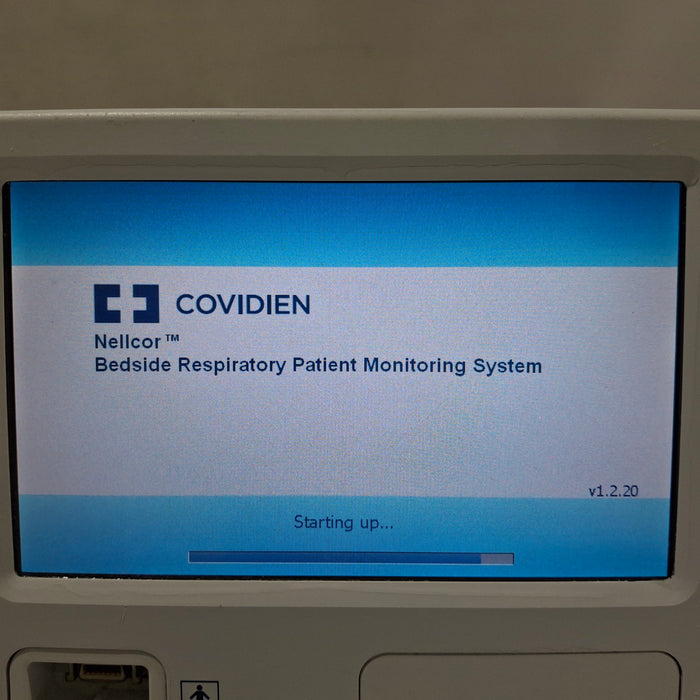 COVIDIEN
Nellcor™
Bedside Respiratory Patient Monitoring System
v1.2.20
Starting up...